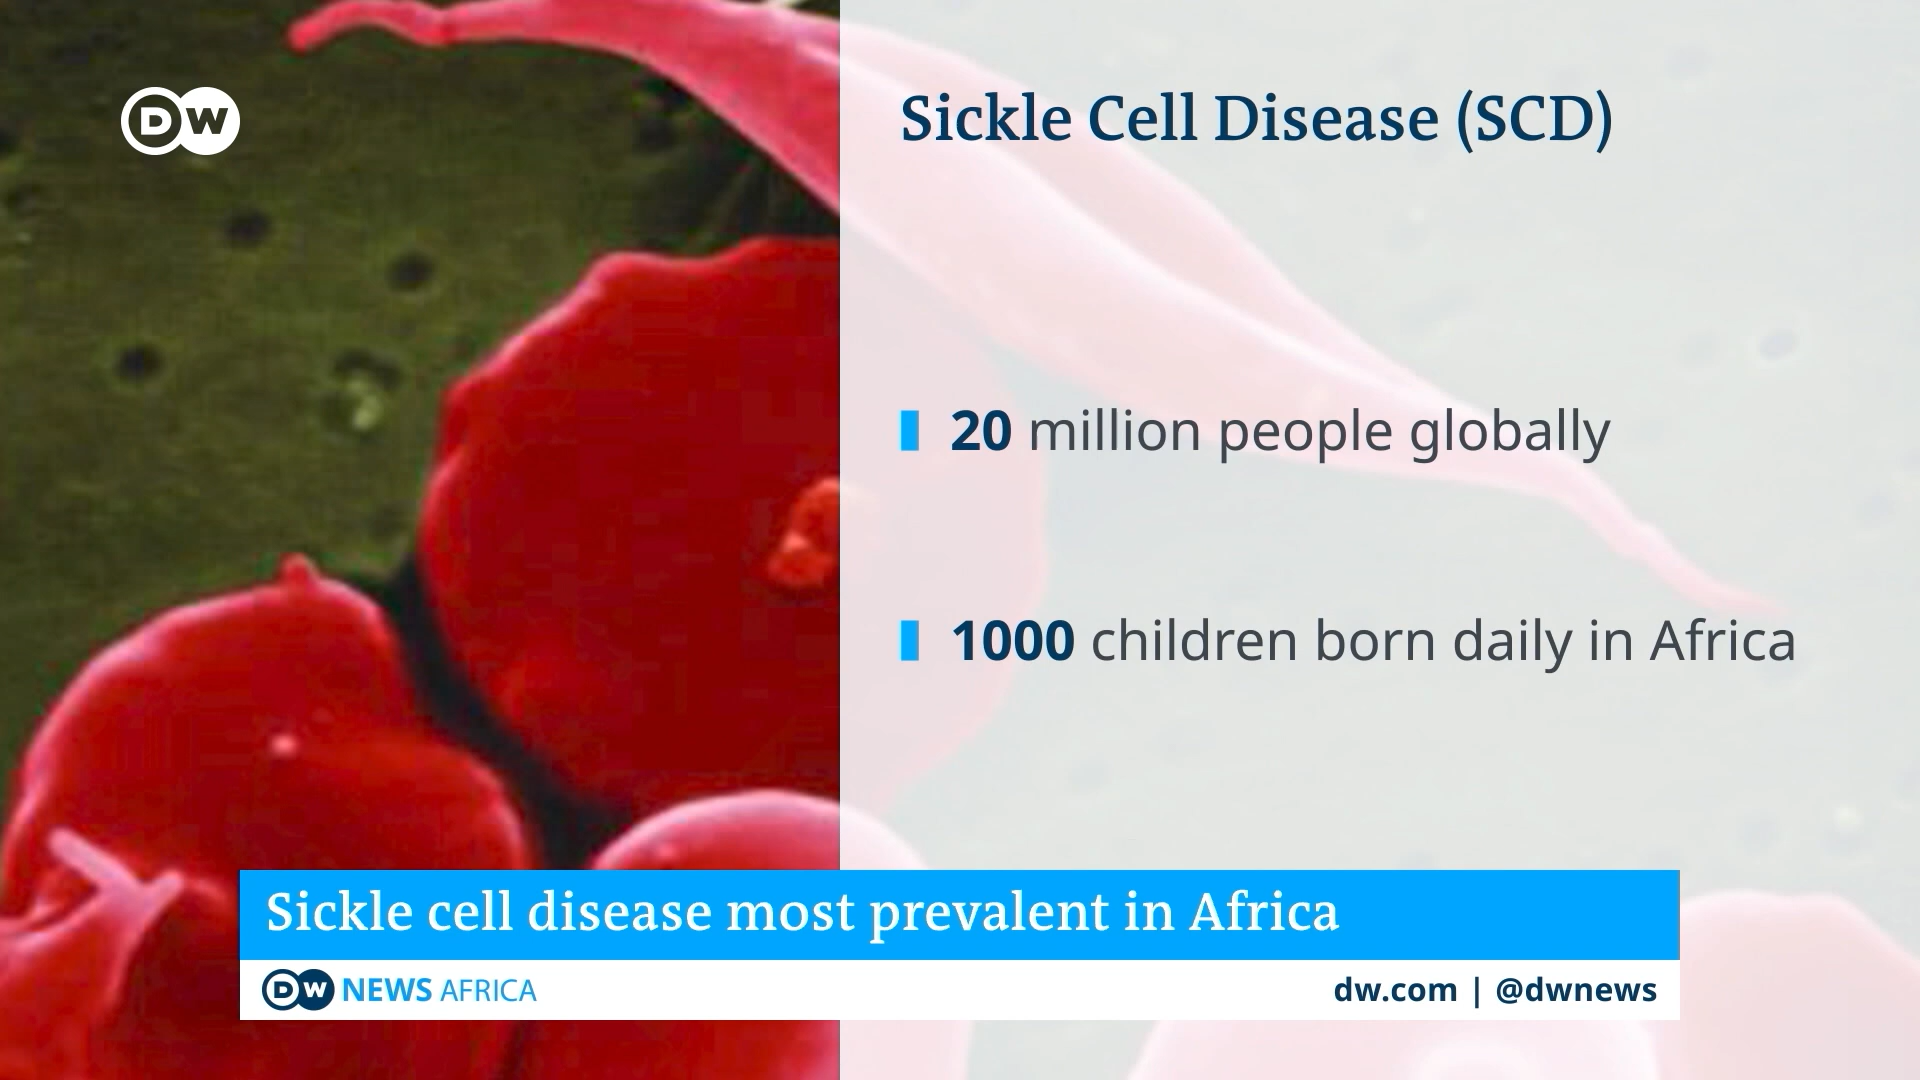 DW
Sickle Cell Disease (SCD)
20 million people globally
1000 children born daily in Africa
Sickle cell disease most prevalent in Africa
DW NEWS AFRICA
dw.com | @dwnews